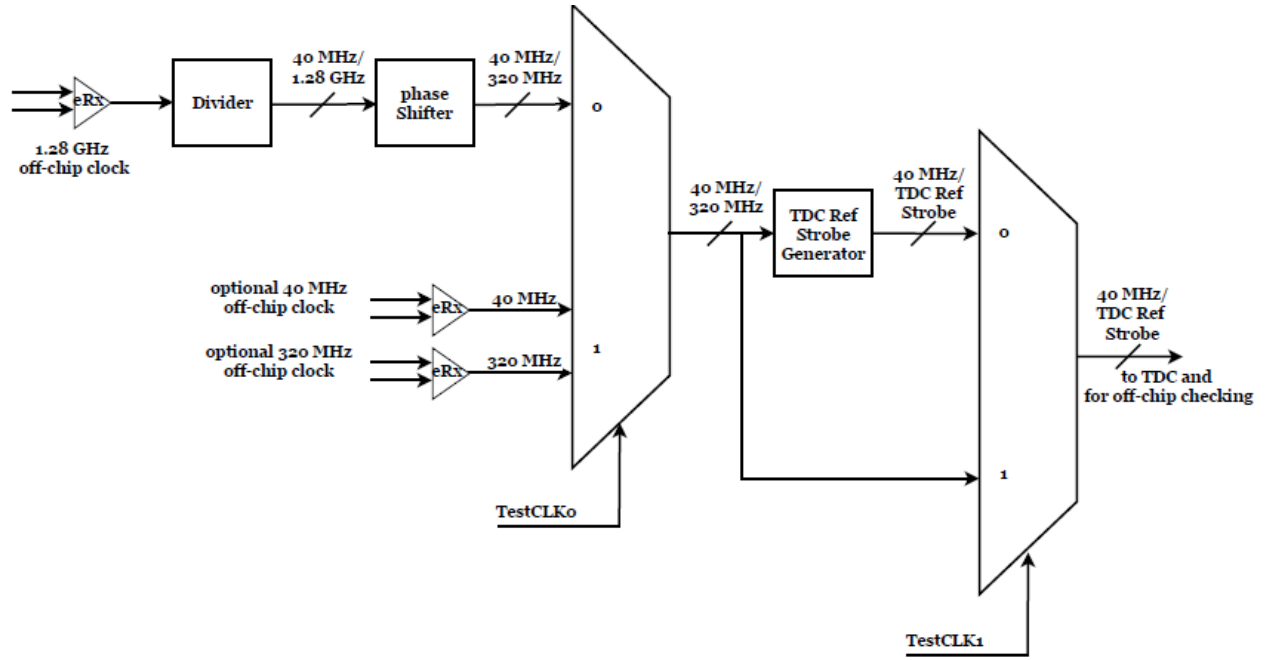 40 MHz/
1.28 GHz
40 MHz/
320 MHz
eRx
Divider
phase
Shifter
0
1.28 GHz
off-chip clock
40 MHz/
320 MHz
TDC Ref
Strobe
Generator
40 MHz/
TDC Ref
Strobe
0
optional 40 MHz
off-chip clock
eRx
40 MHz
optional 320 MHz
off-chip clock
eRx
320 MHz
1
40 MHz/
TDC Ref
Strobe
to TDC and
for off-chip checking
1
TestCLK0
TestCLK1